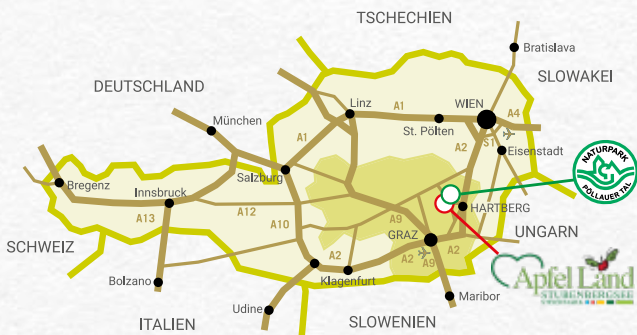 TSCHECHIEN
Bratislava
DEUTSCHLAND
SLOWAKEI
Linz
A1
WIEN
A4
München
St. Pölten
A1
A2
S1
Eisenstadt
NATURPARK
PÖLLAUER TAL
Salzburg
Bregenz
Innsbruck
A12
HARTBERG
A13
A10
A9
UNGARN
SCHWEIZ
GRAZ
A2
A2
A2
A9
Bolzano
Klagenfurt
Apfel Land
STUBENBERGSEE
Udine
Maribor
ITALIEN
SLOWENIEN